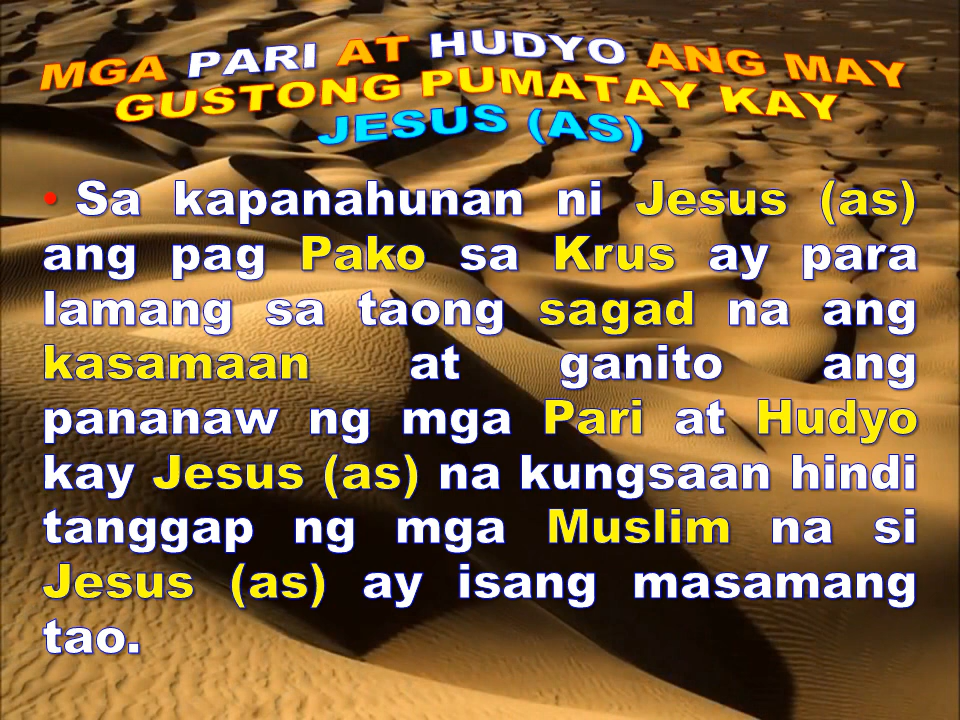 MGA PARI AT HUDYO ANG MAY
GUSTONG PUMATAY KAY
JESUS (AS)
• Sa kapanahunan ni Jesus (as)
ang pag Pako sa Krus ay para
lamang sa taong sagad na ang
kasamaan at ganito ang
pananaw ng mga Pari at Hudyo
kay Jesus (as) na kungsaan hindi
tanggap ng mga Muslim na si
Jesus (as) ay isang masamang
tao.